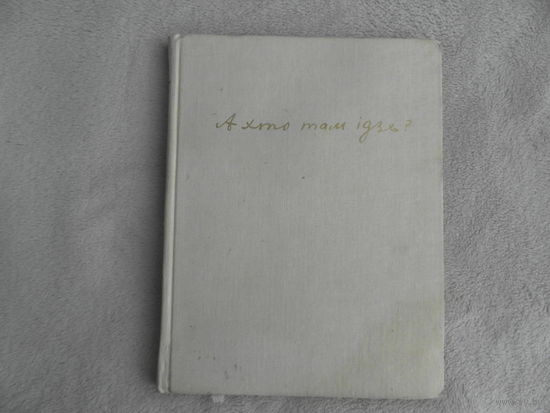 А хто там ідзе?